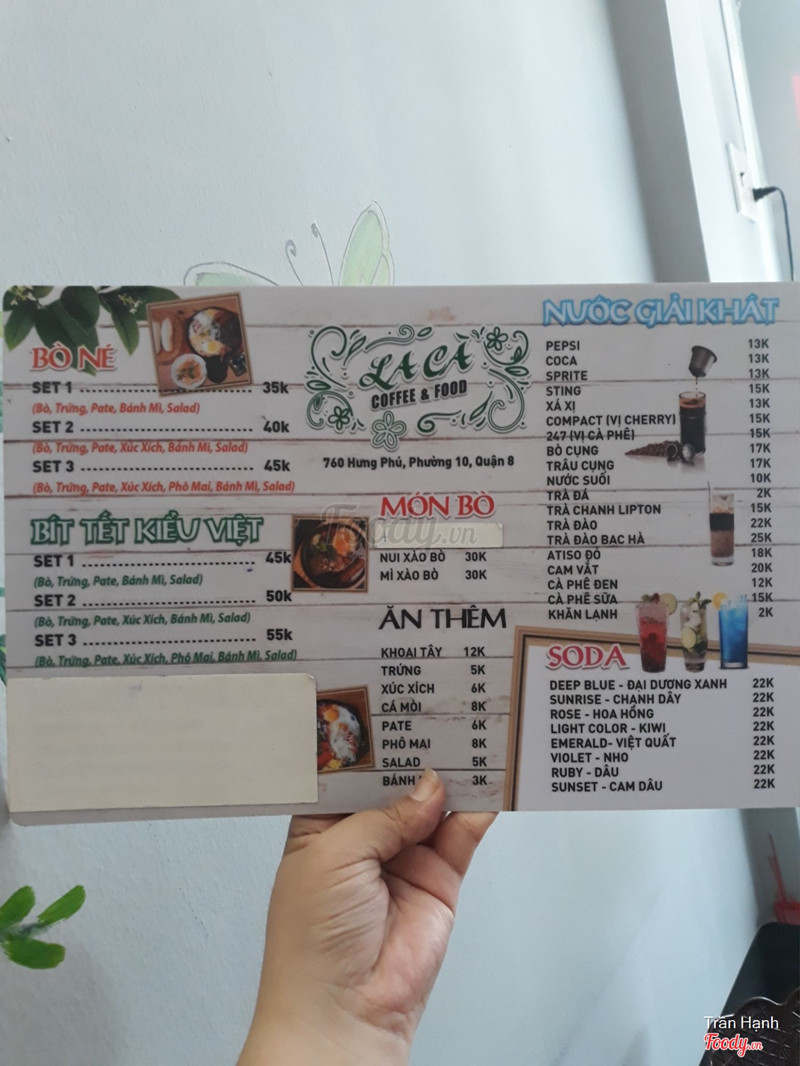 BÒ NÉ
SET 1 ........................................ 35k
(Bò, Trứng, Pate, Bánh Mì, Salad)
SET 2 ........................................ 40k
(Bò, Trứng, Pate, Xúc Xích, Bánh Mì, Salad)
SET 3 ........................................ 45k
(Bò, Trứng, Pate, Xúc Xích, Phô Mai, Bánh Mì, Salad)
BÍT TẾT KIỂU VIỆT
SET 1 ........................................ 45k
(Bò, Trứng, Pate, Bánh Mì, Salad)
SET 2 ........................................ 50k
(Bò, Trứng, Pate, Xúc Xích, Bánh Mì, Salad)
SET 3 ........................................ 55k
(Bò, Trứng, Pate, Xúc Xích, Phô Mai, Bánh Mì, Salad)
LA CÀ
COFFEE & FOOD
760 Hưng Phú, Phường 10, Quận 8
MÓN BÒ
NUI XÀO BÒ 30K
MÌ XÀO BÒ 30K
ĂN THÊM
KHOAI TÂY 12K
TRỨNG 5K
XÚC XÍCH 6K
CÁ MÒI 8K
PATE 6K
PHÔ MAI 8K
SALAD 5K
BÁNH 3K
NƯỚC GIẢI KHÁT
PEPSI 13K
COCA 13K
SPRITE 13K
STING 15K
XÁ XỊ 13K
COMPACT (VỊ CHERRY) 15K
247 (VỊ CÀ PHÊ) 15K
BÒ CỤNG 17K
TRÂU CỤNG 17K
NƯỚC SUỐI 10K
TRÀ ĐÁ 2K
TRÀ CHANH LIPTON 15K
TRÀ ĐÀO 22K
TRÀ ĐÀO BẠC HÀ 25K
ATISO ĐỎ 18K
CAM VẮT 20K
CÀ PHÊ ĐEN 12K
CÀ PHÊ SỮA 15K
KHĂN LẠNH 2K
SODA
DEEP BLUE - ĐẠI DƯƠNG XANH 22K
SUNRISE - CHANH DÂY 22K
ROSE - HOA HỒNG 22K
LIGHT COLOR - KIWI 22K
EMERALD- VIỆT QUẤT 22K
VIOLET - NHO 22K
RUBY - DÂU 22K
SUNSET - CAM DÂU 22K
Foody.vn
Trần Hạnh
Foody.vn